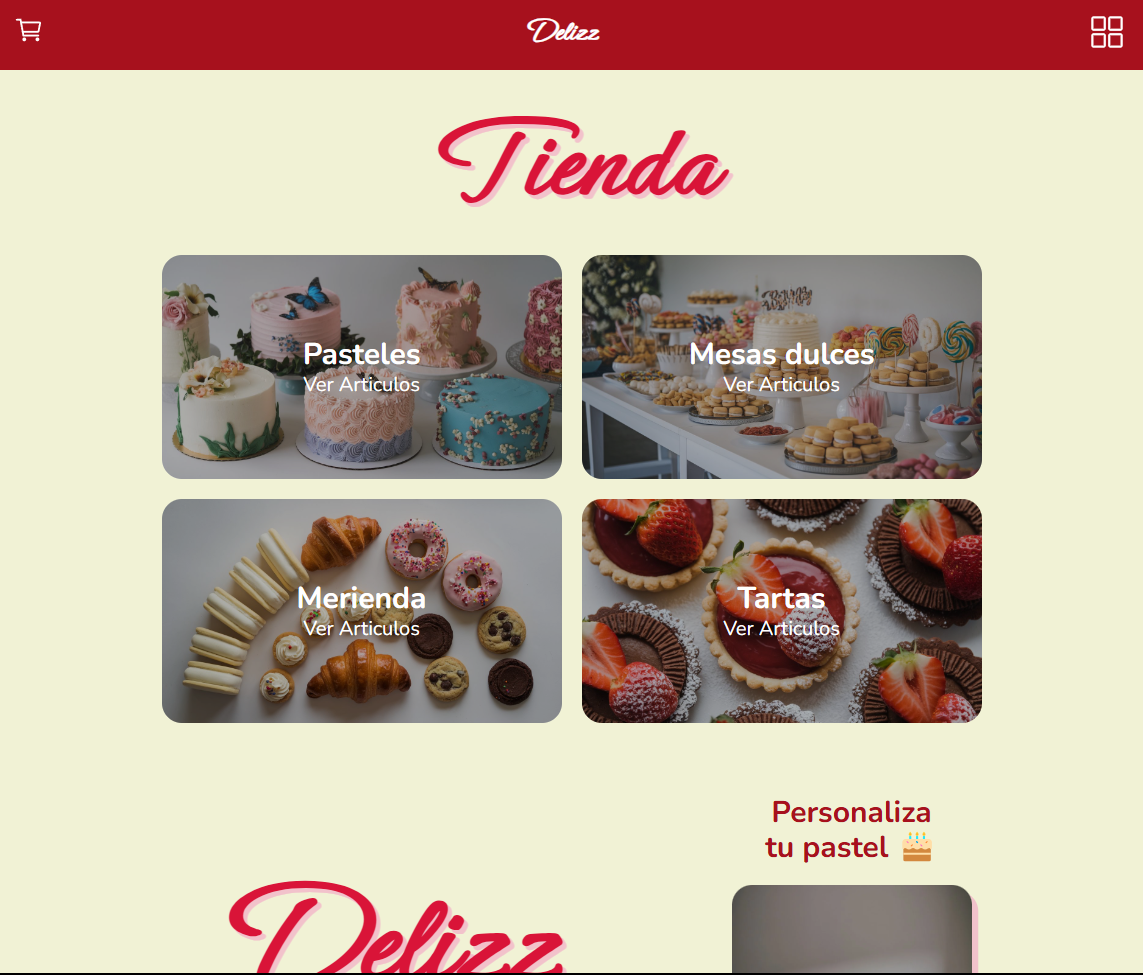 Delizz
Tienda
Pasteles
Ver Articulos
Mesas dulces
Ver Articulos
Merienda
Ver Articulos
Tartas
Ver Articulos
Personaliza
tu pastel 🎂
Delizz